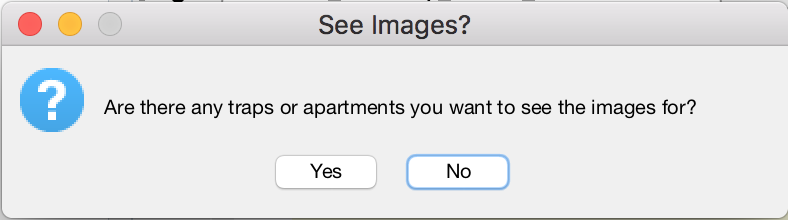 See Images?
Are there any traps or apartments you want to see the images for?
Yes
No